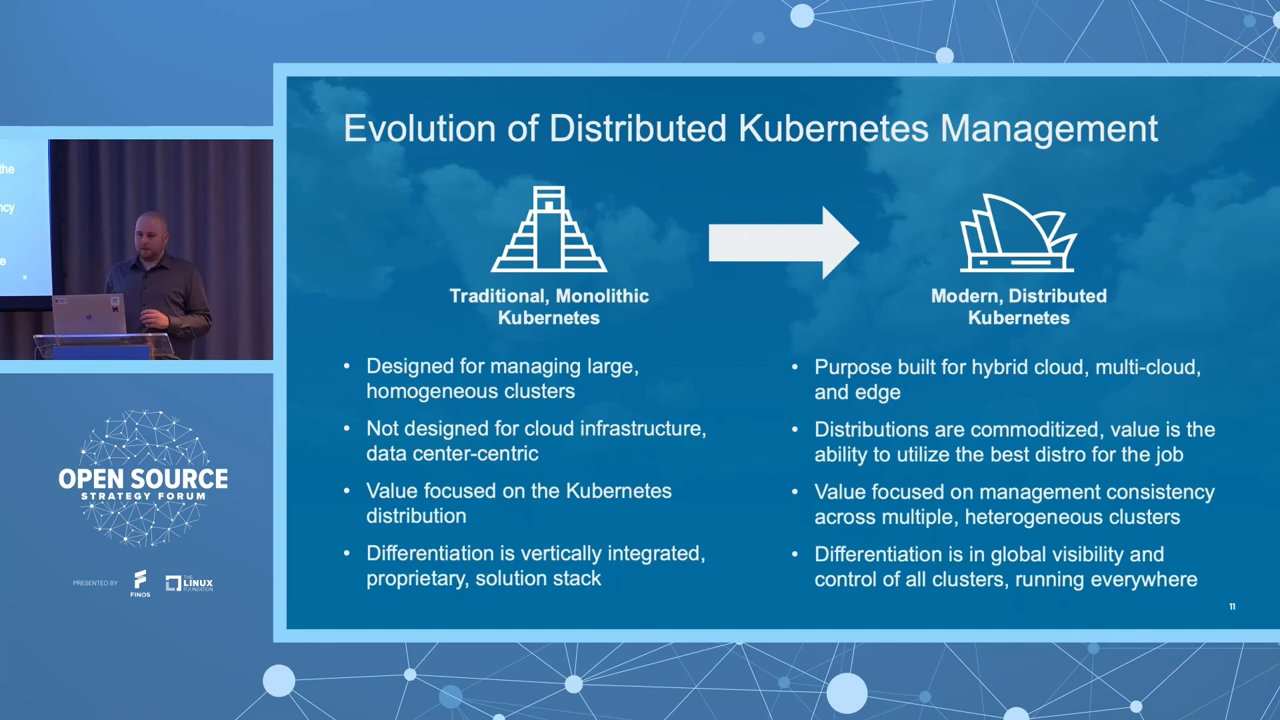 Evolution of Distributed Kubernetes Management
Traditional, Monolithic
Kubernetes
• Designed for managing large,
homogeneous clusters
• Not designed for cloud infrastructure,
data center-centric
• Value focused on the Kubernetes
distribution
• Differentiation is vertically integrated,
proprietary, solution stack
Modern, Distributed
Kubernetes
• Purpose built for hybrid cloud, multi-cloud,
and edge
• Distributions are commoditized, value is the
ability to utilize the best distro for the job
• Value focused on management consistency
across multiple, heterogeneous clusters
• Differentiation is in global visibility and
control of all clusters, running everywhere
11
the
ncy
e
OPEN SOURCE
STRATEGY FORUM
PRESENTED BY
FINOS
THE
LINUX
FOUNDATION